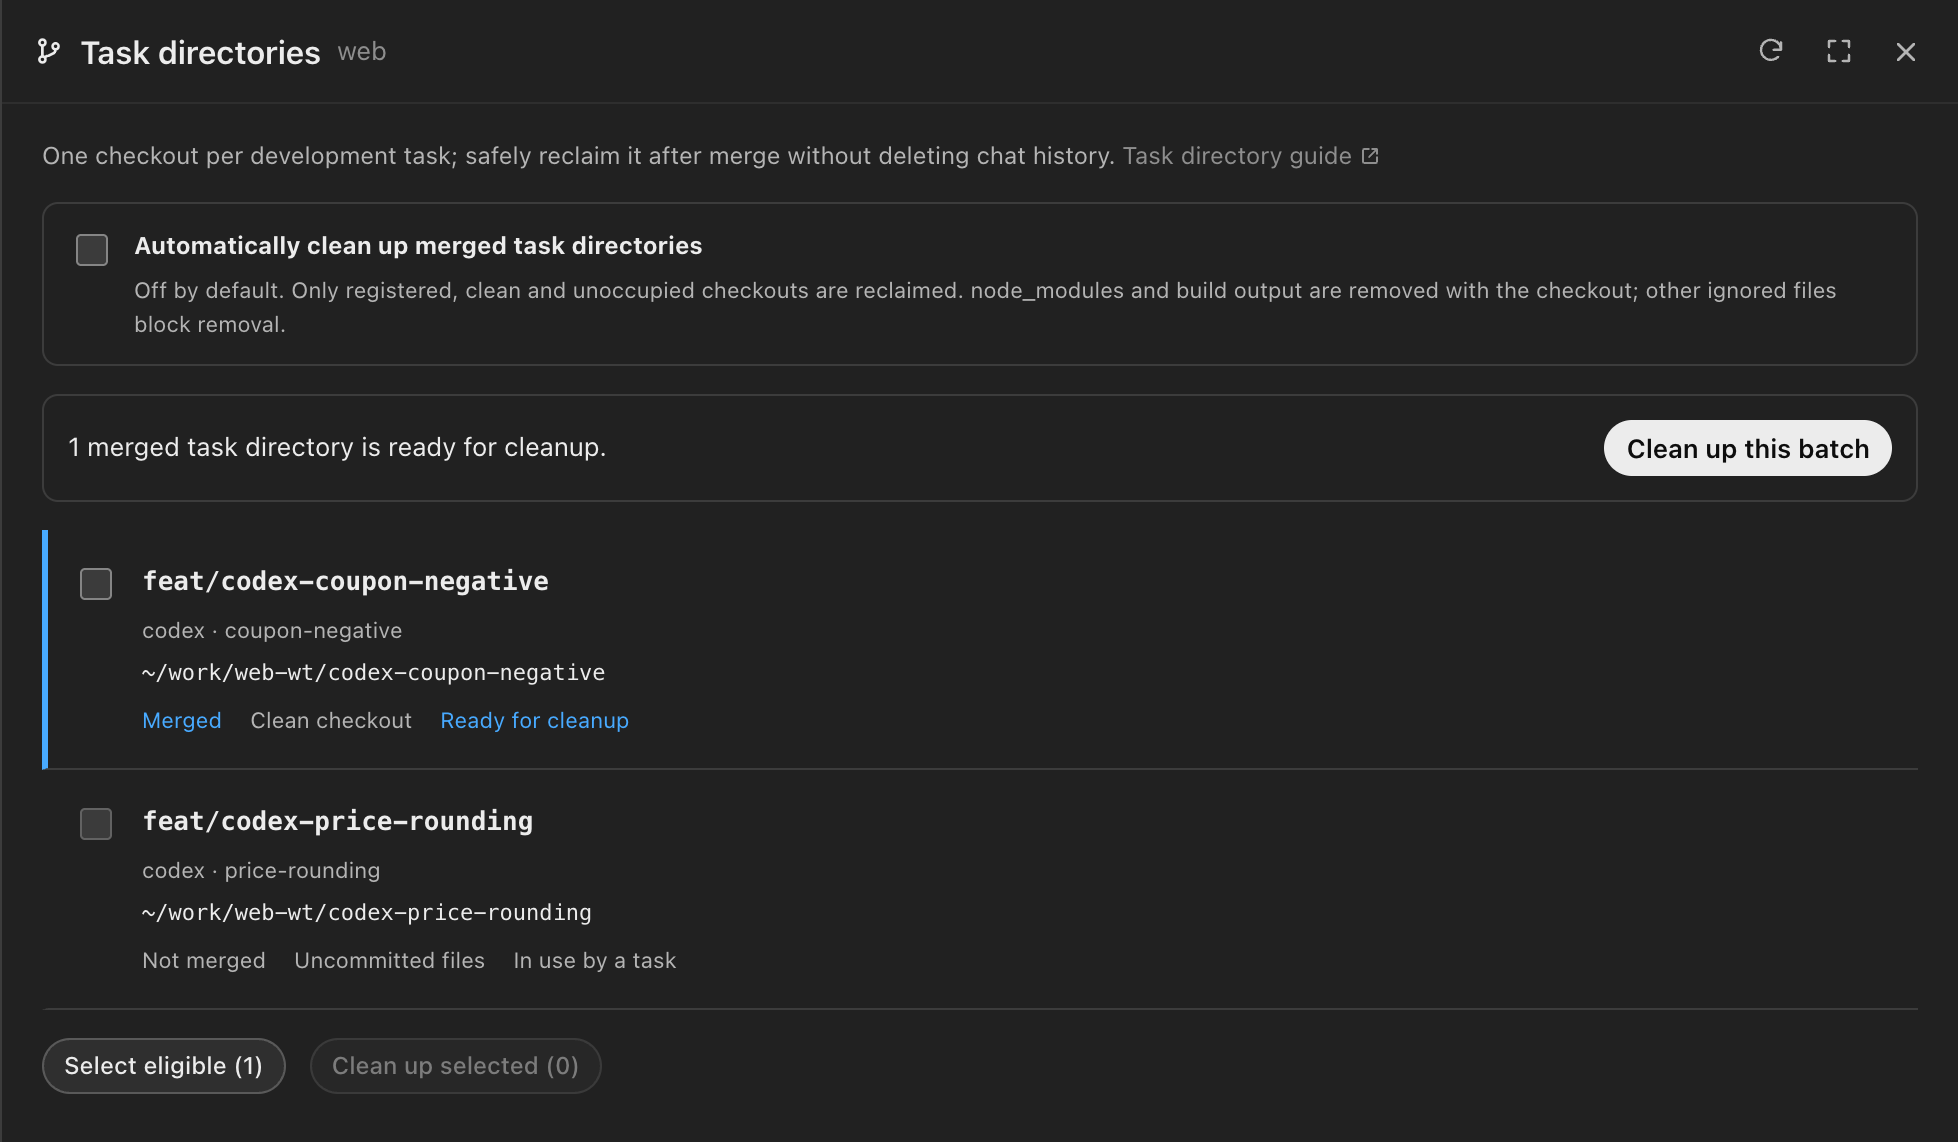 Task directories web
One checkout per development task; safely reclaim it after merge without deleting chat history. Task directory guide
Automatically clean up merged task directories
Off by default. Only registered, clean and unoccupied checkouts are reclaimed. node_modules and build output are removed with the checkout; other ignored files
block removal.
1 merged task directory is ready for cleanup.
Clean up this batch
feat/codex-coupon-negative
codex · coupon-negative
~/work/web-wt/codex-coupon-negative
Merged Clean checkout Ready for cleanup
feat/codex-price-rounding
codex · price-rounding
~/work/web-wt/codex-price-rounding
Not merged Uncommitted files In use by a task
Select eligible (1) Clean up selected (0)